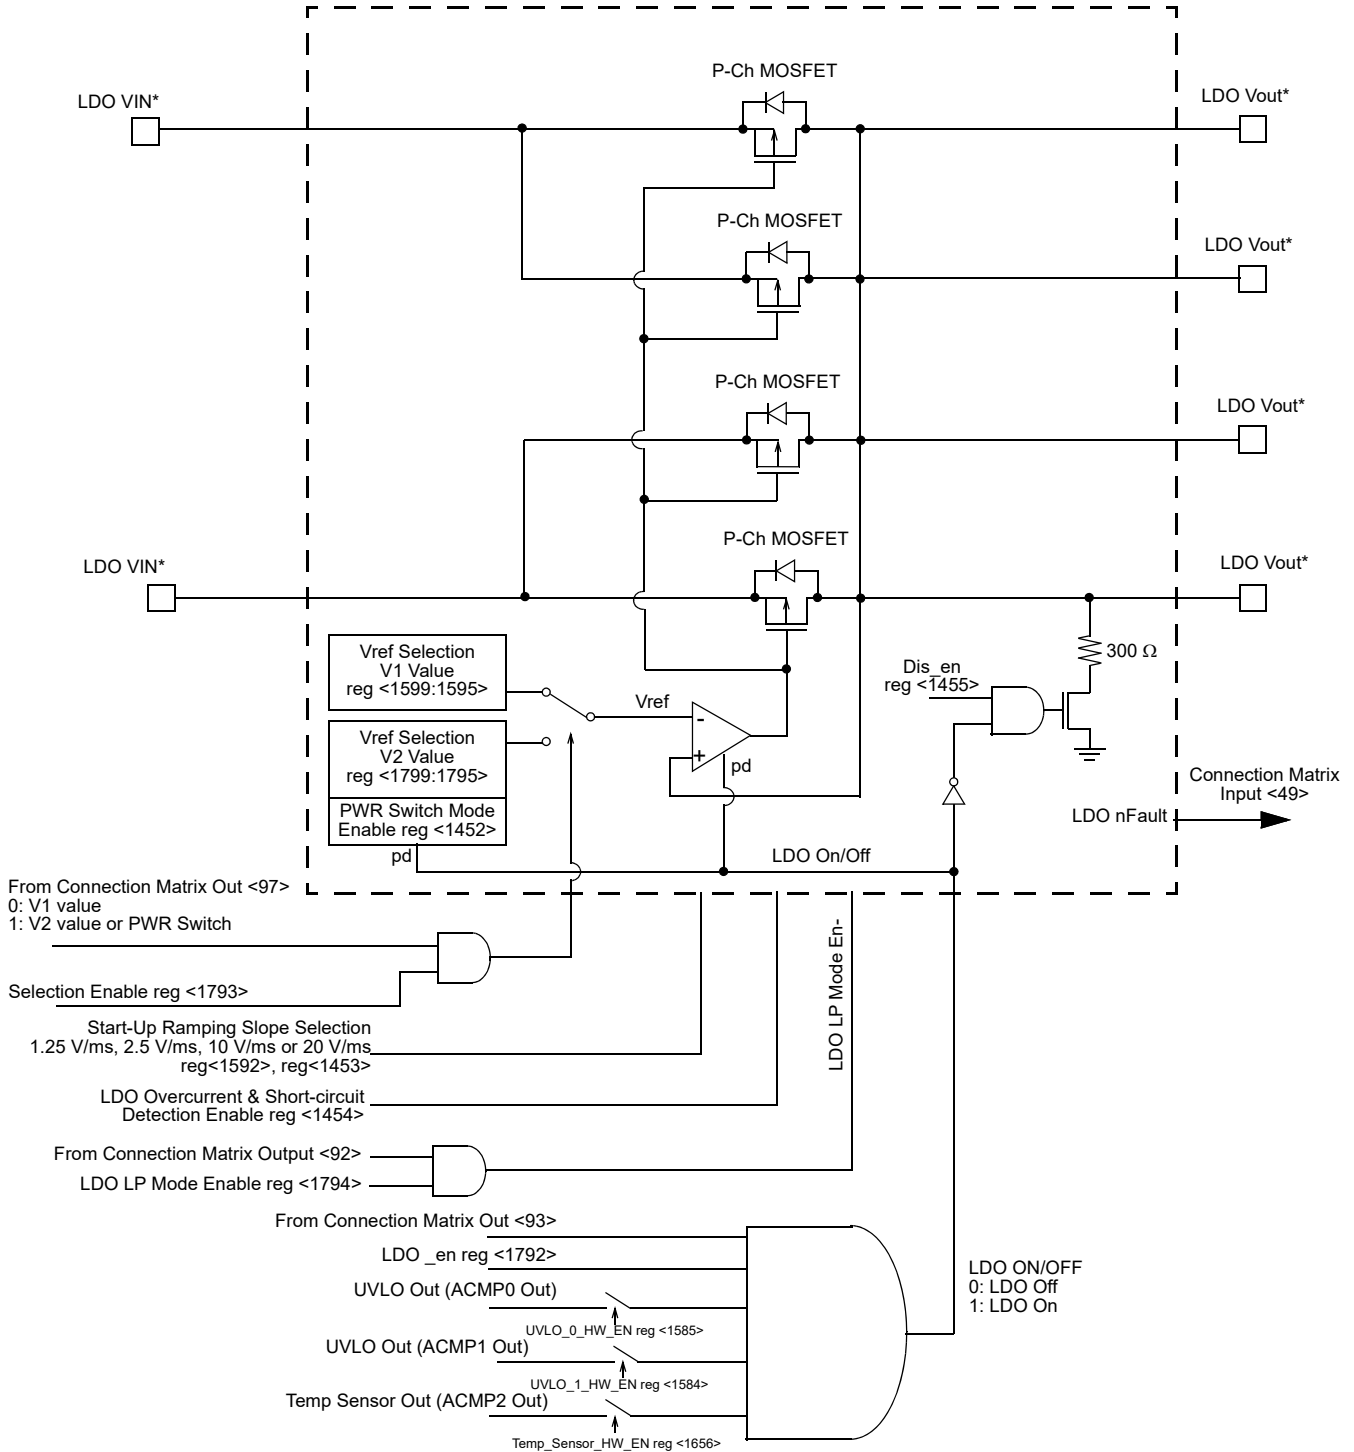 P-Ch MOSFET
LDO VIN*
LDO Vout*
P-Ch MOSFET
LDO Vout*
P-Ch MOSFET
LDO Vout*
P-Ch MOSFET
LDO VIN*
LDO Vout*
Vref Selection
V1 Value
reg <1599:1595>
Vref
300 Ω
Dis_en
reg <1455>
Vref Selection
V2 Value
reg <1799:1795>
-
+
pd
PWR Switch Mode
Enable reg <1452>
pd
LDO On/Off
Connection Matrix
Input <49>
LDO nFault
From Connection Matrix Out <97>
0: V1 value
1: V2 value or PWR Switch
Selection Enable reg <1793>
LDO LP Mode En-
Start-Up Ramping Slope Selection
1.25 V/ms, 2.5 V/ms, 10 V/ms or 20 V/ms
reg<1592>, reg<1453>
LDO Overcurrent & Short-circuit
Detection Enable reg <1454>
From Connection Matrix Output <92>
LDO LP Mode Enable reg <1794>
From Connection Matrix Out <93>
LDO _en reg <1792>
UVLO Out (ACMP0 Out)
UVLO_0_HW_EN reg <1585>
UVLO Out (ACMP1 Out)
UVLO_1_HW_EN reg <1584>
Temp Sensor Out (ACMP2 Out)
Temp_Sensor_HW_EN reg <1656>
LDO ON/OFF
0: LDO Off
1: LDO On